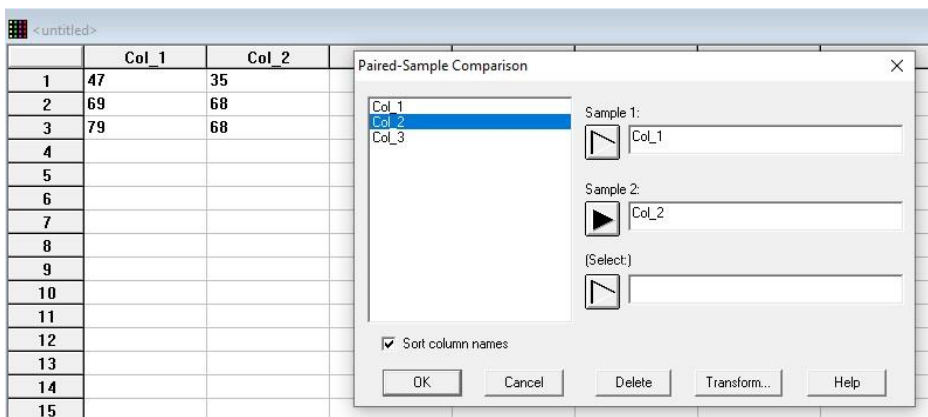 <untitled>
Col_1 Col_2
1 47 35
2 69 68
3 79 68
4
5
6
7
8
9
10
11
12
13
14
15
Paired-Sample Comparison
Col_1
Col_2
Col_3
Sample 1:
Col_1
Sample 2:
Col_2
(Select:)
Sort column names
OK Cancel Delete Transform... Help